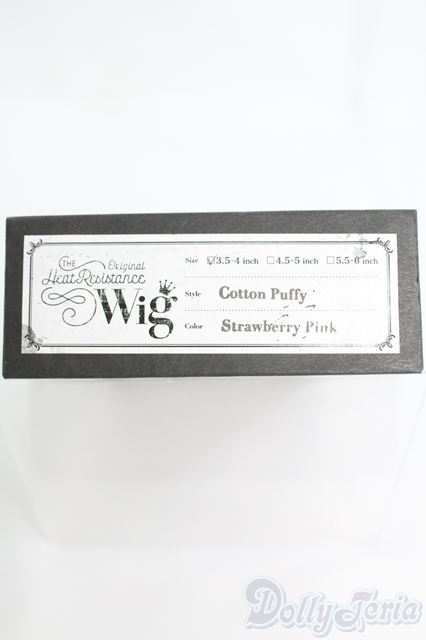 THE Original
Heat Resistance
Wig
Size ☑3.5-4 inch ☐4.5-5 inch ☐5.5-6 inch
Style Cotton Puffy
Color Strawberry Pink
DollyTeria